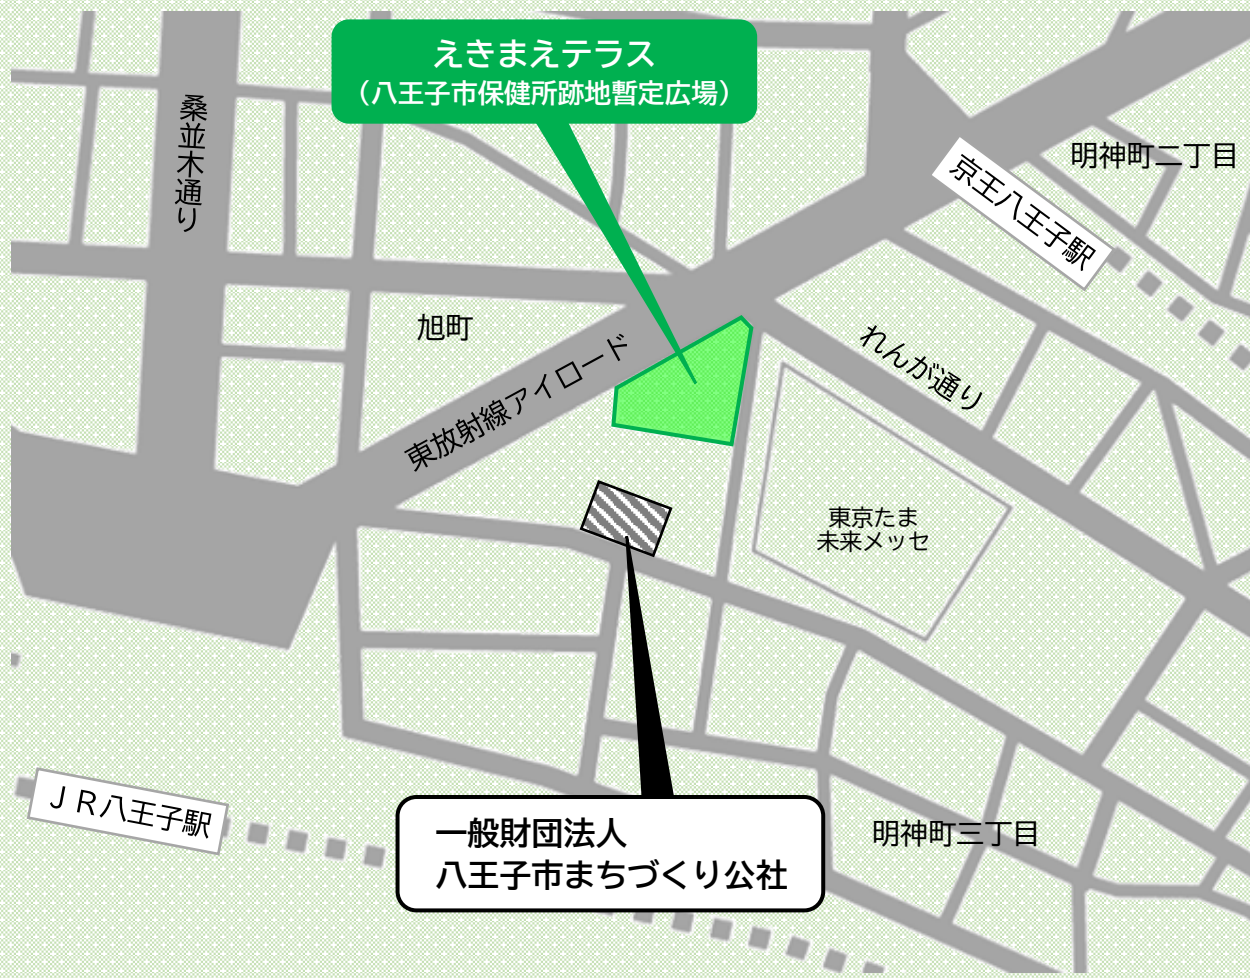 えきまえテラス
（八王子市保健所跡地暫定広場）
桑並木通り
明神町二丁目
京王八王子駅
旭町
東放射線アイロード
れんが通り
東京たま
未来メッセ
ＪＲ八王子駅
一般財団法人
八王子市まちづくり公社
明神町三丁目